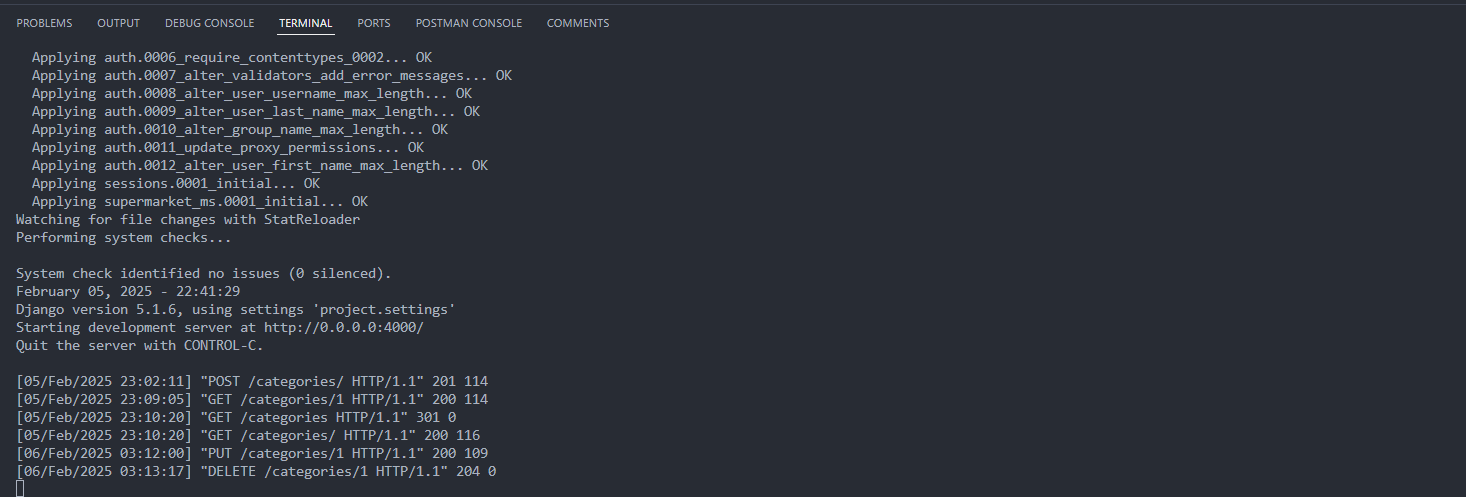 PROBLEMS OUTPUT DEBUG CONSOLE TERMINAL PORTS POSTMAN CONSOLE COMMENTS
Applying auth.0006_require_contenttypes_0002... OK
Applying auth.0007_alter_validators_add_error_messages... OK
Applying auth.0008_alter_user_username_max_length... OK
Applying auth.0009_alter_user_last_name_max_length... OK
Applying auth.0010_alter_group_name_max_length... OK
Applying auth.0011_update_proxy_permissions... OK
Applying auth.0012_alter_user_first_name_max_length... OK
Applying sessions.0001_initial... OK
Applying supermarket_ms.0001_initial... OK
Watching for file changes with StatReloader
Performing system checks...
System check identified no issues (0 silenced).
February 05, 2025 - 22:41:29
Django version 5.1.6, using settings 'project.settings'
Starting development server at http://0.0.0.0:4000/
Quit the server with CONTROL-C.
[05/Feb/2025 23:02:11] "POST /categories/ HTTP/1.1" 201 114
[05/Feb/2025 23:09:05] "GET /categories/1 HTTP/1.1" 200 114
[05/Feb/2025 23:10:20] "GET /categories HTTP/1.1" 301 0
[05/Feb/2025 23:10:20] "GET /categories/ HTTP/1.1" 200 116
[06/Feb/2025 03:12:00] "PUT /categories/1 HTTP/1.1" 200 109
[06/Feb/2025 03:13:17] "DELETE /categories/1 HTTP/1.1" 204 0